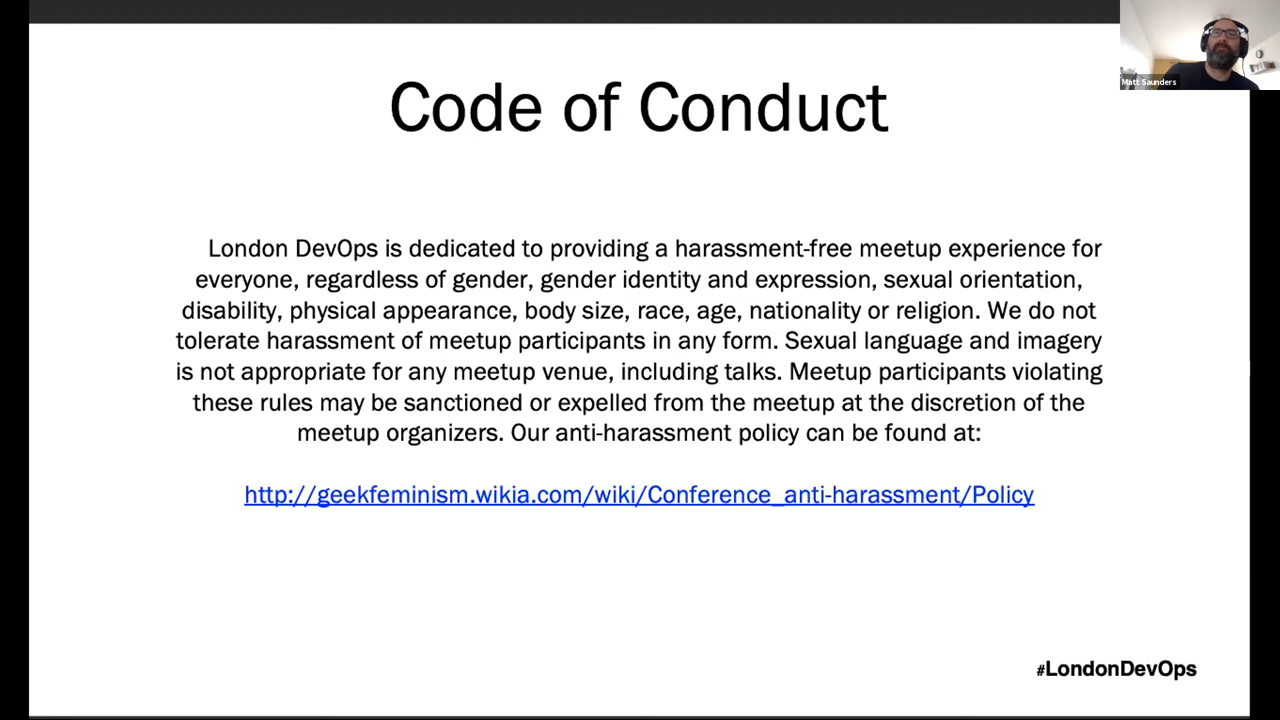 Matt Saunders
Code of Conduct
London DevOps is dedicated to providing a harassment-free meetup experience for
everyone, regardless of gender, gender identity and expression, sexual orientation,
disability, physical appearance, body size, race, age, nationality or religion. We do not
tolerate harassment of meetup participants in any form. Sexual language and imagery
is not appropriate for any meetup venue, including talks. Meetup participants violating
these rules may be sanctioned or expelled from the meetup at the discretion of the
meetup organizers. Our anti-harassment policy can be found at:
http://geekfeminism.wikia.com/wiki/Conference_anti-harassment/Policy
#LondonDevOps